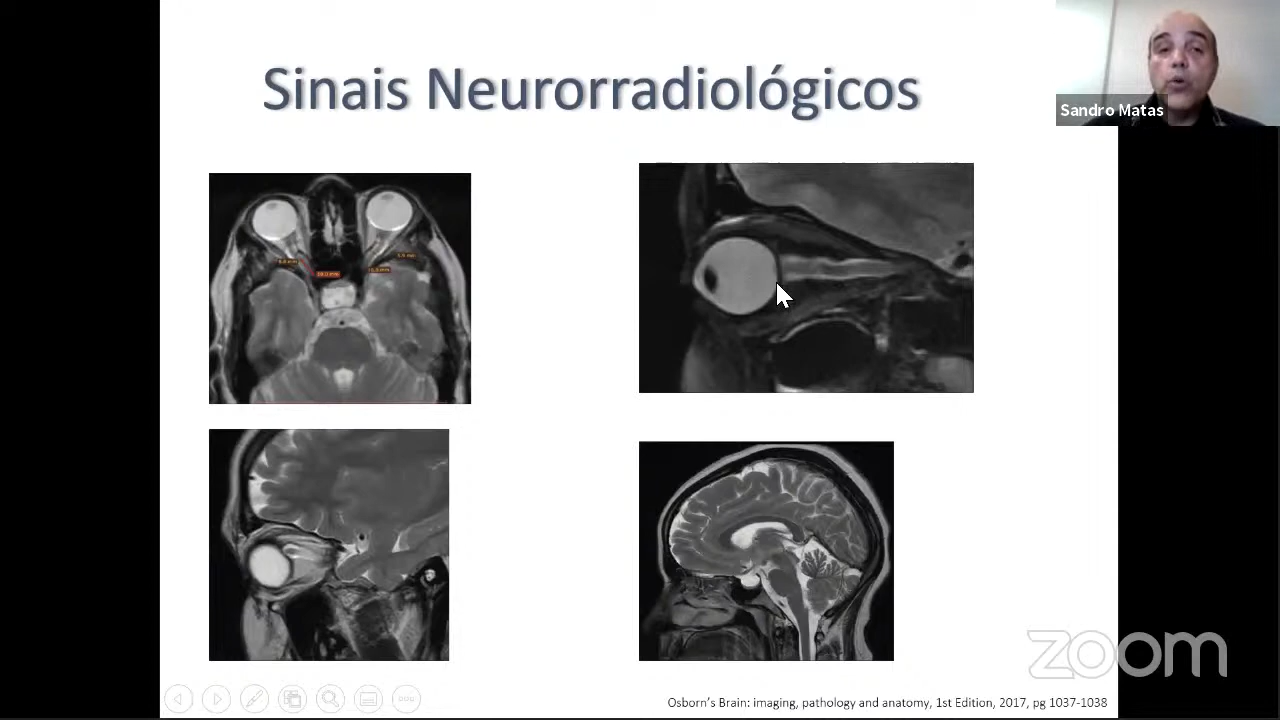 Sinais Neurorradiológicos
Sandro Matas
zoom
Osborn's Brain: imaging, pathology and anatomy, 1st Edition, 2017, pg 1037-1038